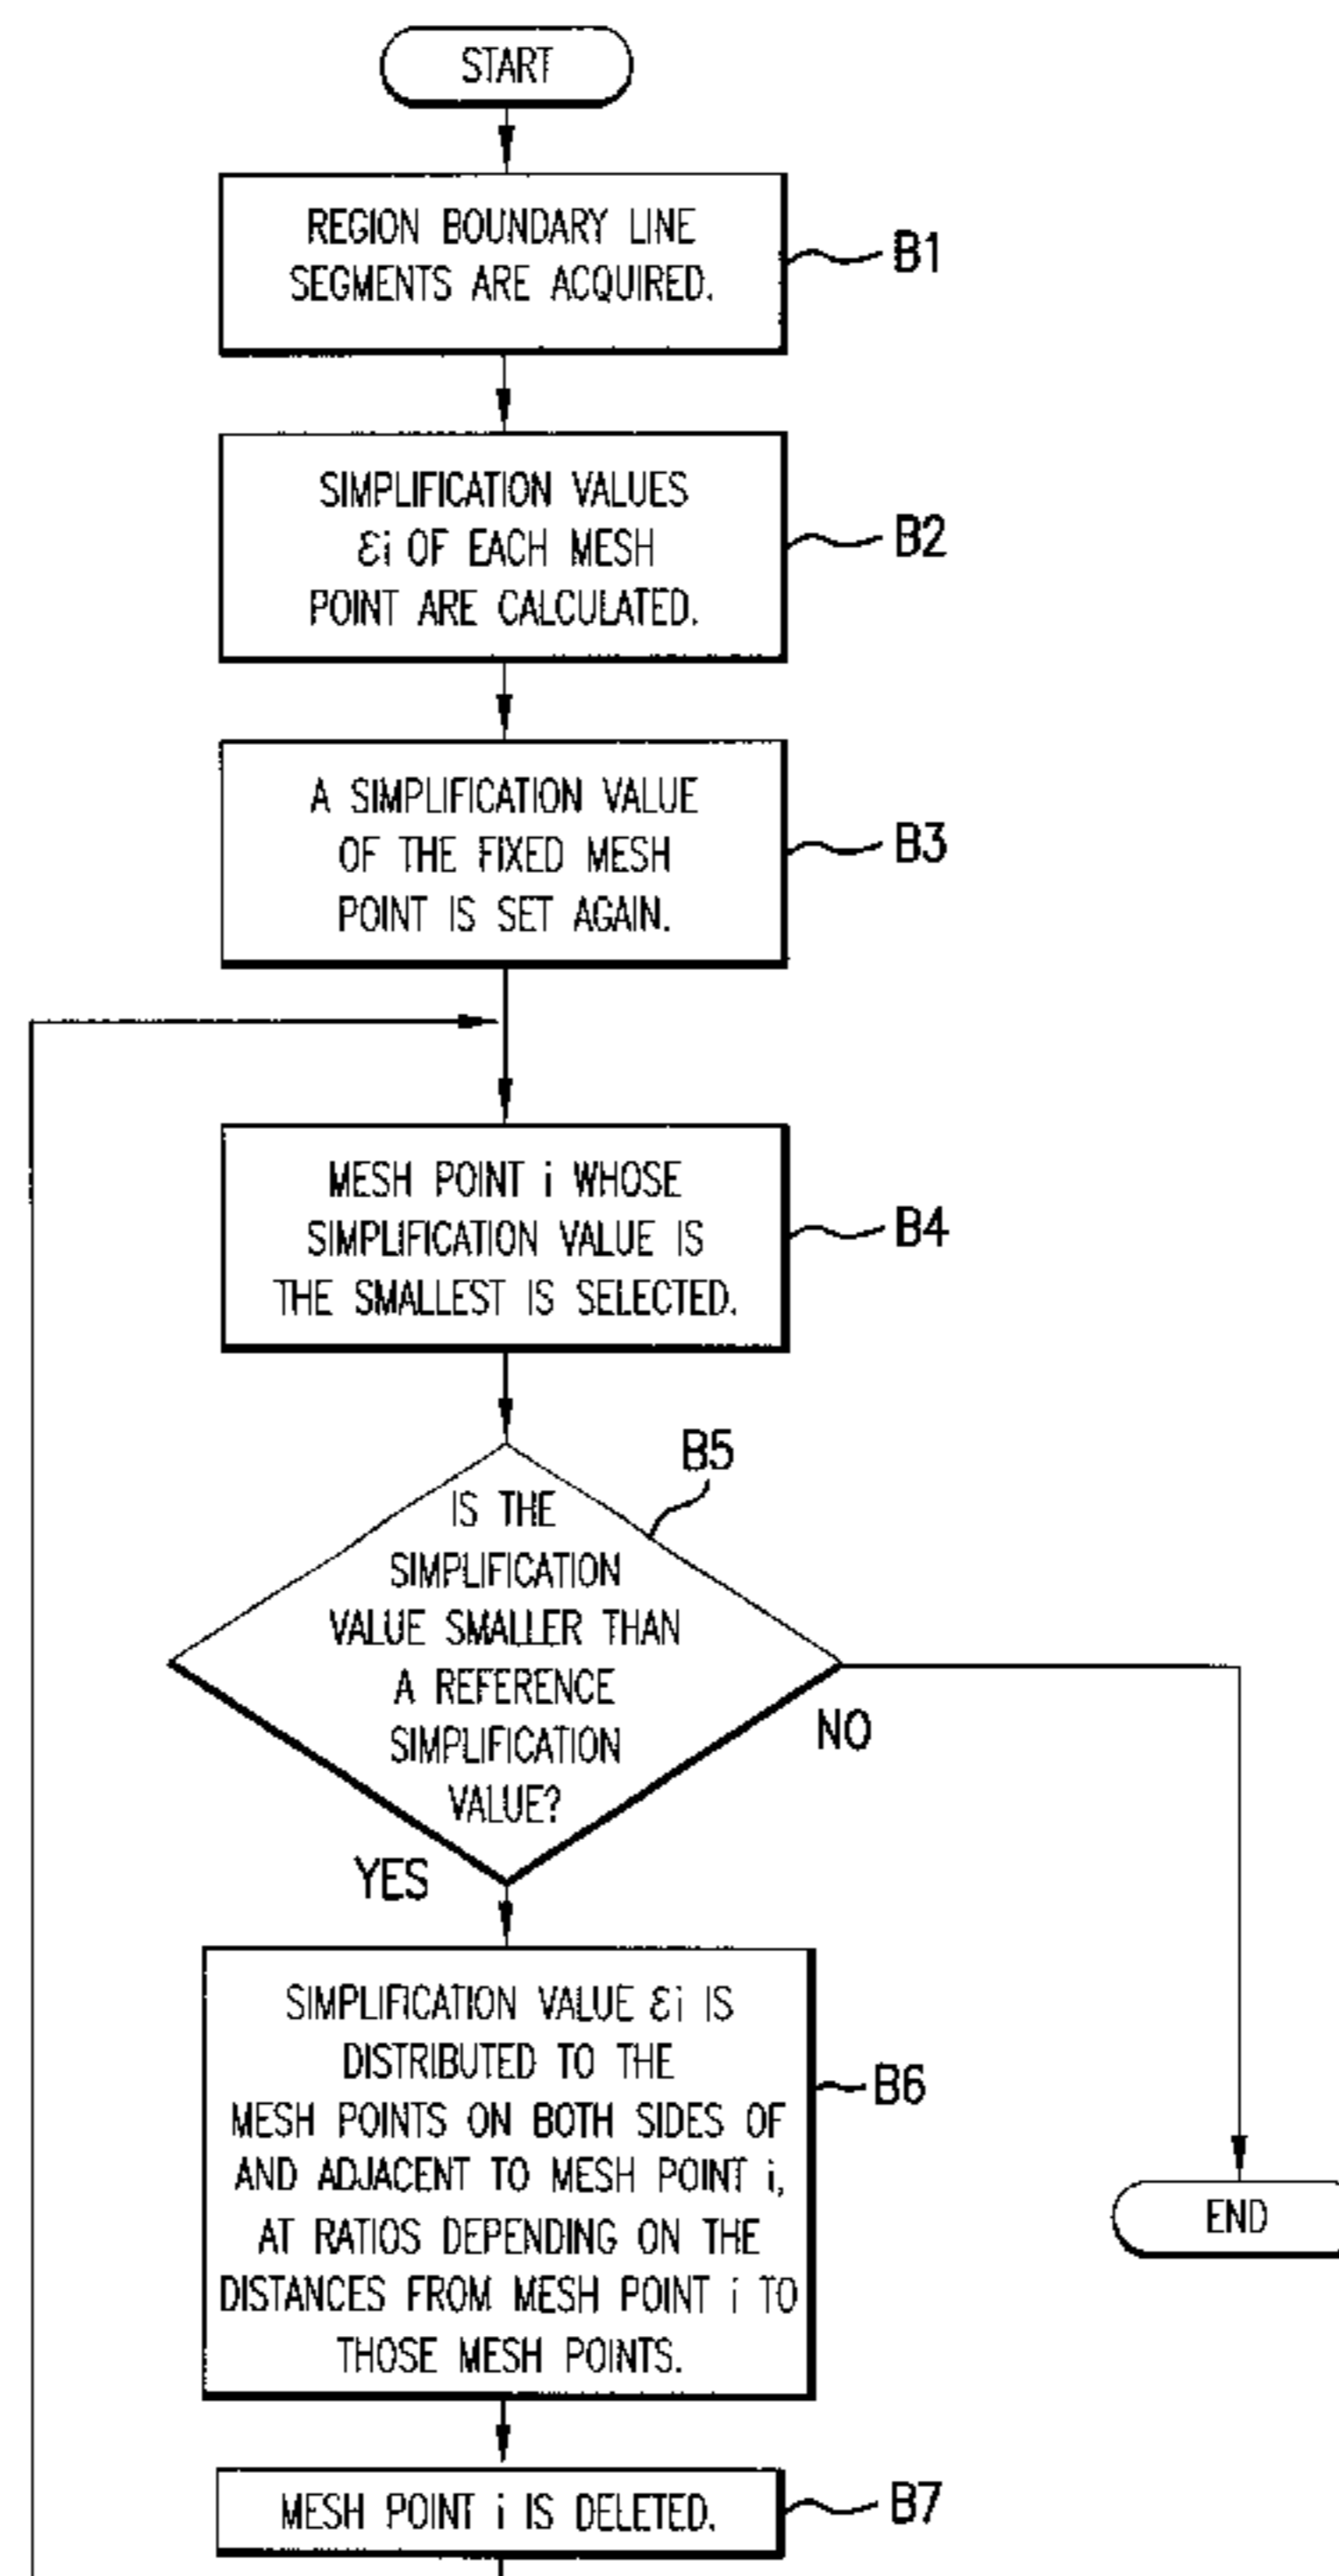 START
REGION BOUNDARY LINE
SEGMENTS ARE ACQUIRED.
B1
SIMPLIFICATION VALUES
εi OF EACH MESH
POINT ARE CALCULATED.
B2
A SIMPLIFICATION VALUE
OF THE FIXED MESH
POINT IS SET AGAIN.
B3
MESH POINT i WHOSE
SIMPLIFICATION VALUE IS
THE SMALLEST IS SELECTED.
B4
B5
IS THE
SIMPLIFICATION
VALUE SMALLER THAN
A REFERENCE
SIMPLIFICATION
VALUE?
NO
YES
SIMPLIFICATION VALUE εi IS
DISTRIBUTED TO THE
MESH POINTS ON BOTH SIDES OF
AND ADJACENT TO MESH POINT i,
AT RATIOS DEPENDING ON THE
DISTANCES FROM MESH POINT i TO
THOSE MESH POINTS.
B6
END
MESH POINT i IS DELETED.
B7